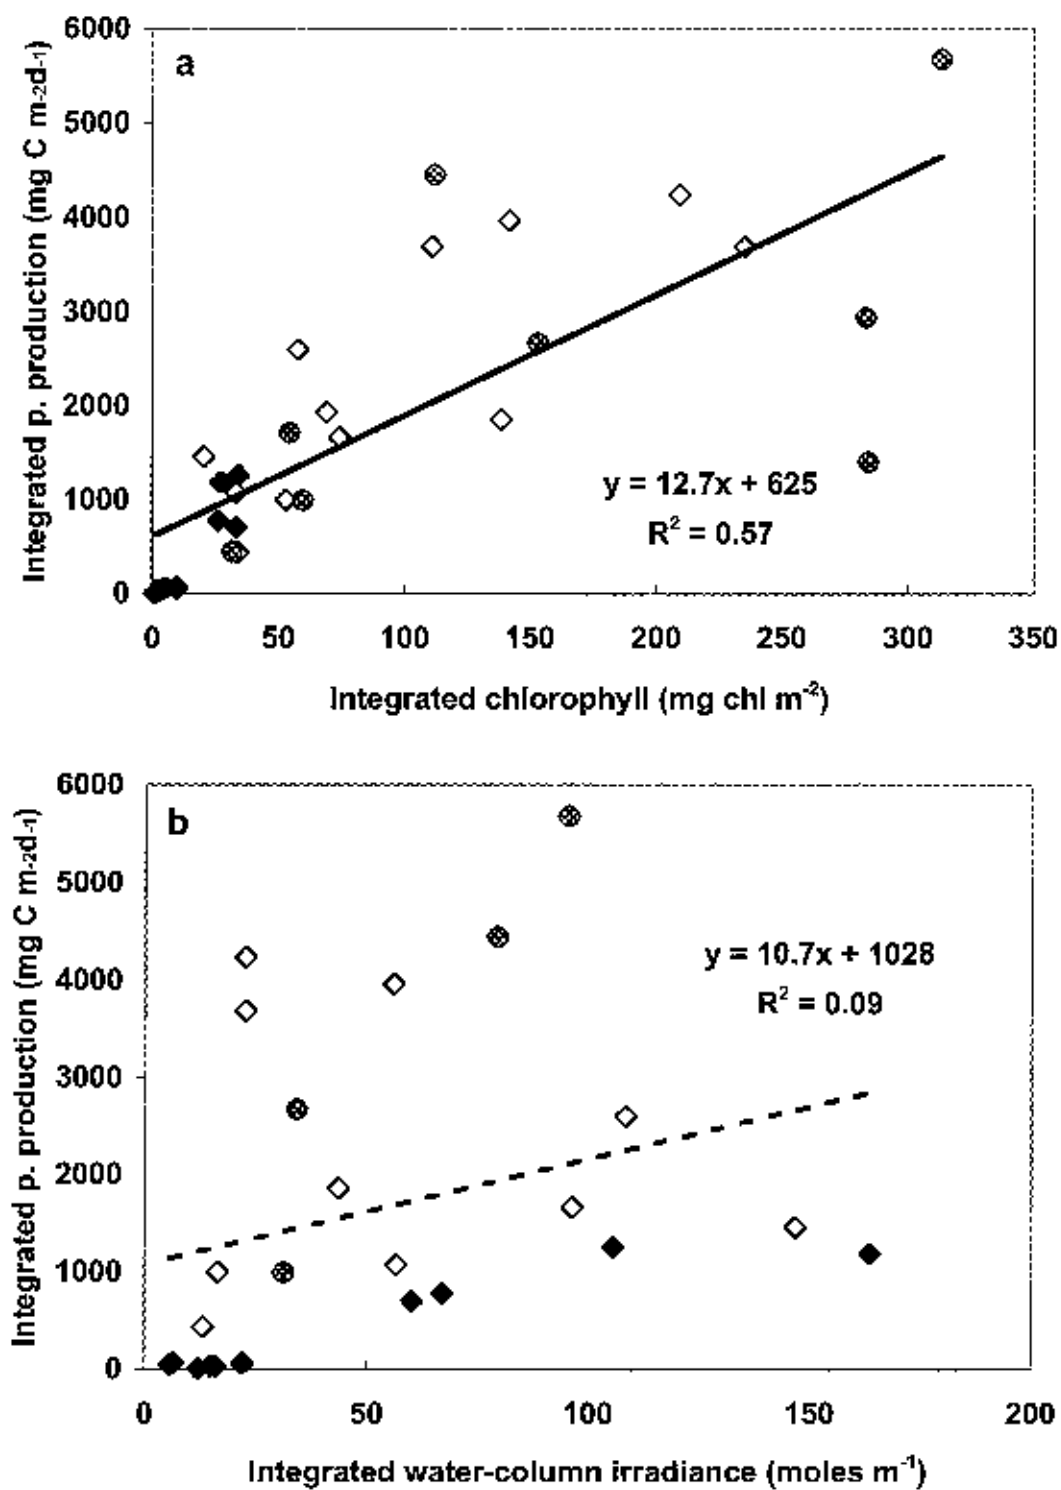 a
Integrated p. production (mg C m-2d-1)
6000
5000
4000
3000
2000
1000
0
y = 12.7x + 625
R² = 0.57
0 50 100 150 200 250 300 350
Integrated chlorophyll (mg chl m⁻²)
b
Integrated p. production (mg C m-2d-1)
6000
5000
4000
3000
2000
1000
0
y = 10.7x + 1028
R² = 0.09
0 50 100 150 200
Integrated water-column irradiance (moles m⁻¹)